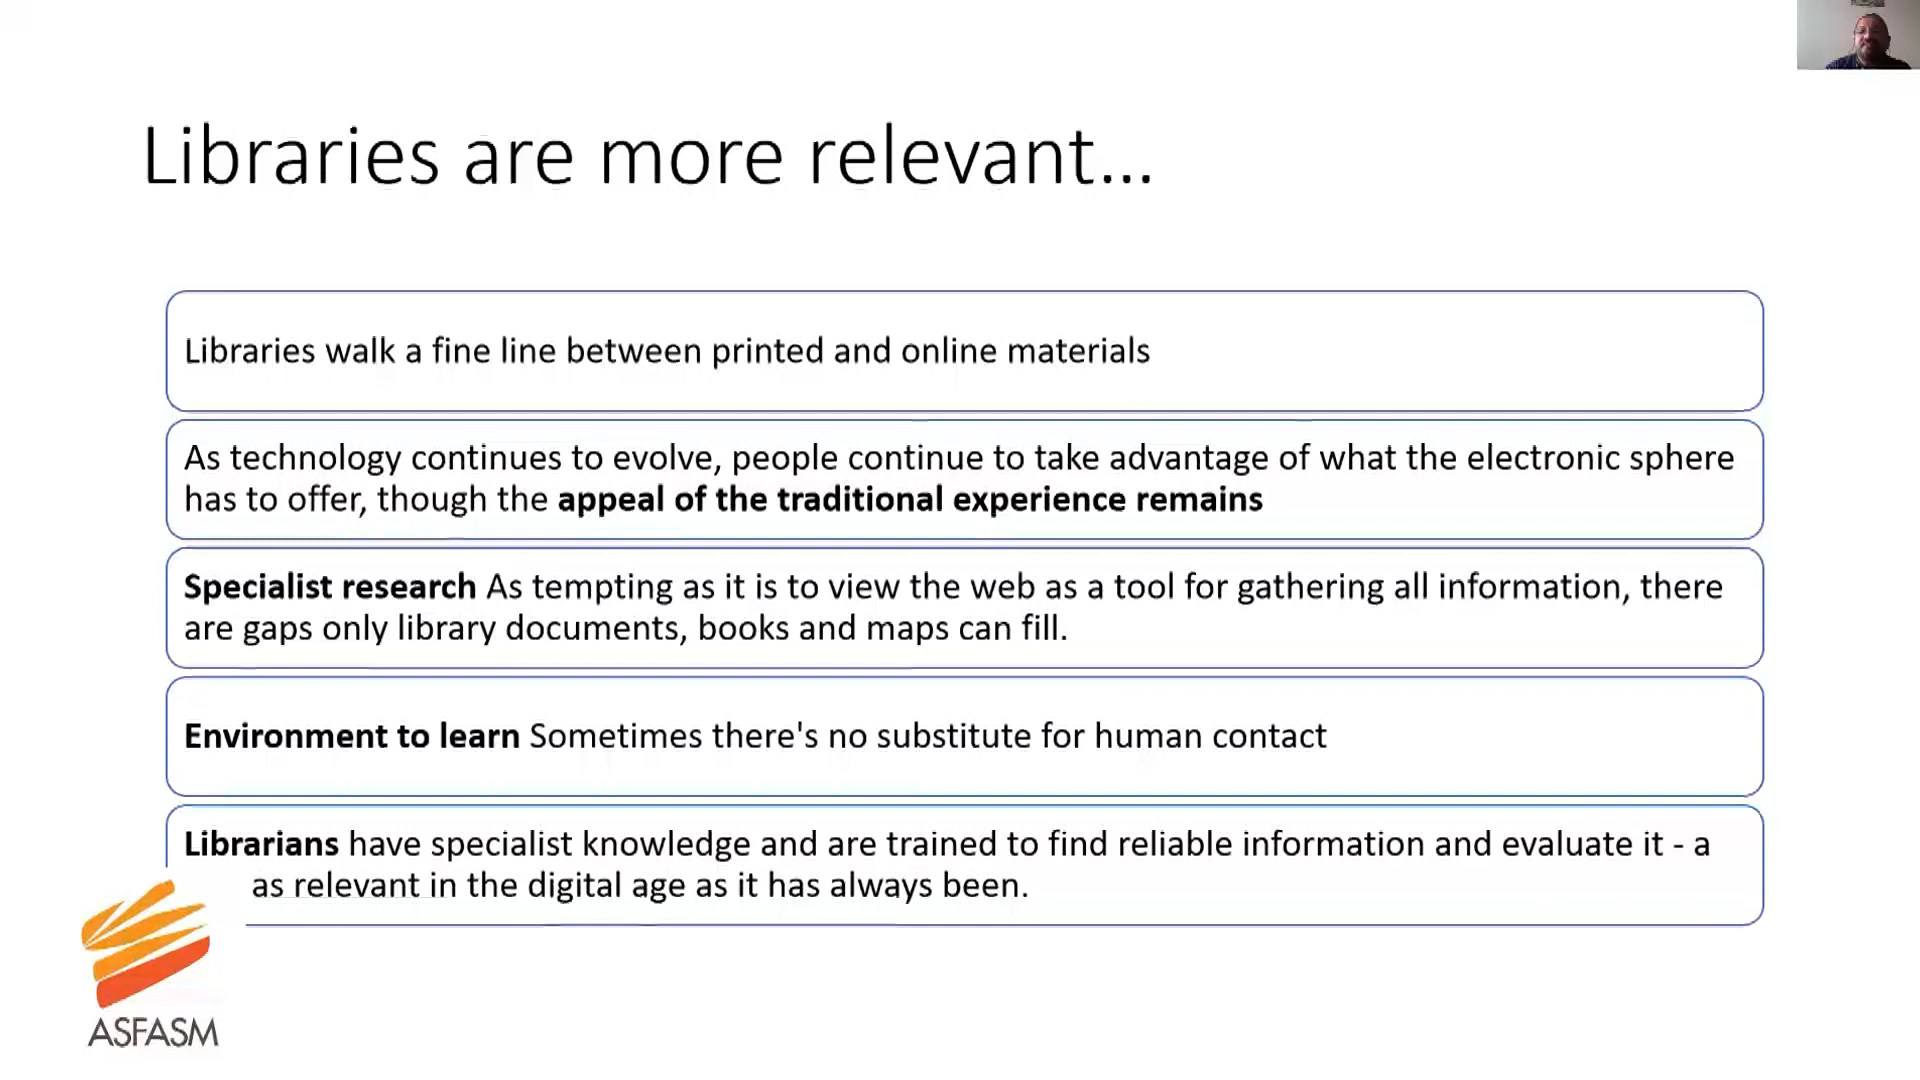 Libraries are more relevant...
Libraries walk a fine line between printed and online materials
As technology continues to evolve, people continue to take advantage of what the electronic sphere
has to offer, though the appeal of the traditional experience remains
Specialist research As tempting as it is to view the web as a tool for gathering all information, there
are gaps only library documents, books and maps can fill.
Environment to learn Sometimes there's no substitute for human contact
Librarians have specialist knowledge and are trained to find reliable information and evaluate it - a
as relevant in the digital age as it has always been.
ASFASM